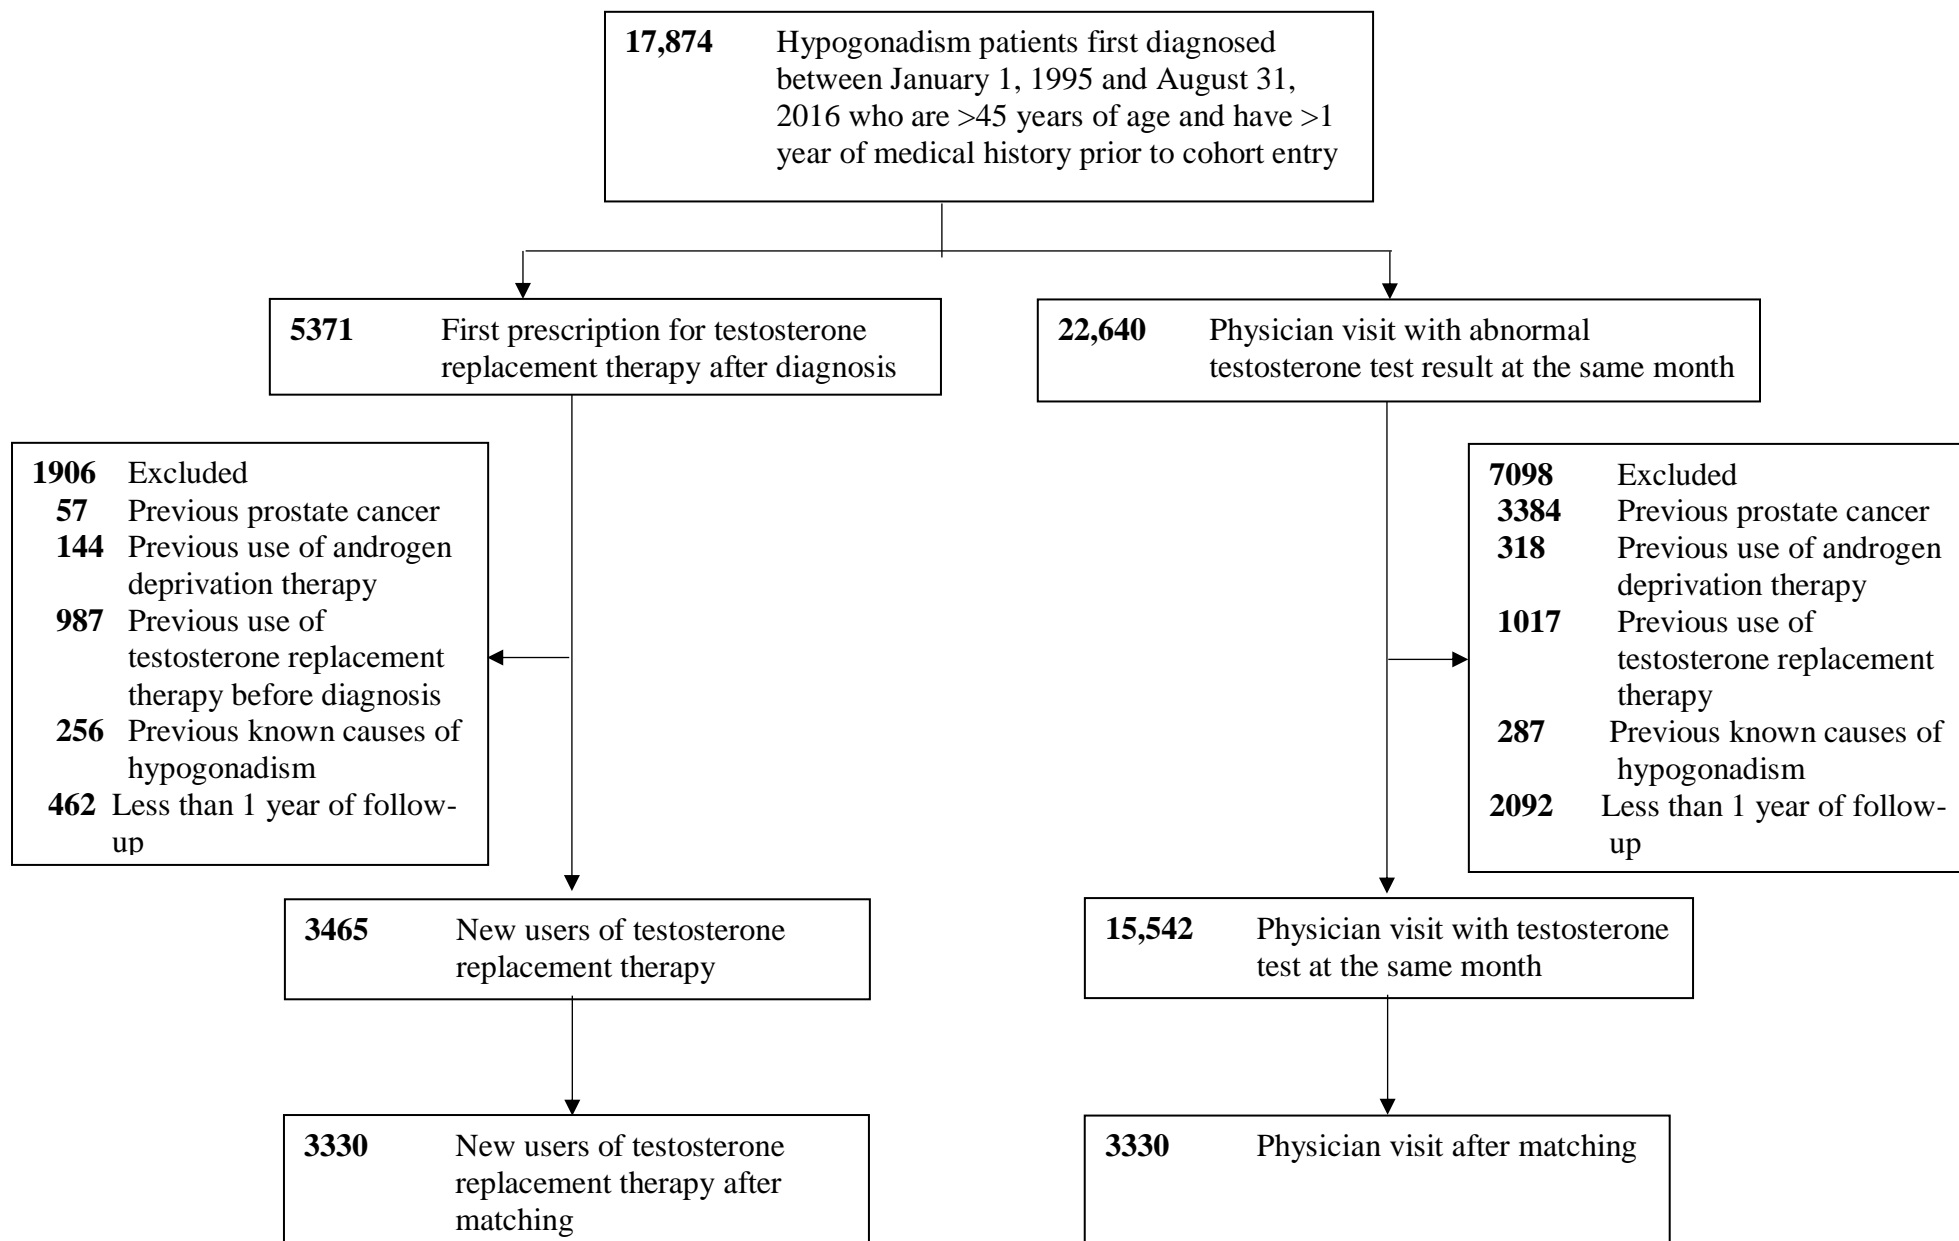 17,874 Hypogonadism patients first diagnosed
between January 1, 1995 and August 31,
2016 who are >45 years of age and have >1
year of medical history prior to cohort entry
5371 First prescription for testosterone
replacement therapy after diagnosis
22,640 Physician visit with abnormal
testosterone test result at the same month
1906 Excluded
57 Previous prostate cancer
144 Previous use of androgen
deprivation therapy
987 Previous use of
testosterone replacement
therapy before diagnosis
256 Previous known causes of
hypogonadism
462 Less than 1 year of follow-
up
7098 Excluded
3384 Previous prostate cancer
318 Previous use of androgen
deprivation therapy
1017 Previous use of
testosterone replacement
therapy
287 Previous known causes of
hypogonadism
2092 Less than 1 year of follow-
up
3465 New users of testosterone
replacement therapy
15,542 Physician visit with testosterone
test at the same month
3330 New users of testosterone
replacement therapy after
matching
3330 Physician visit after matching